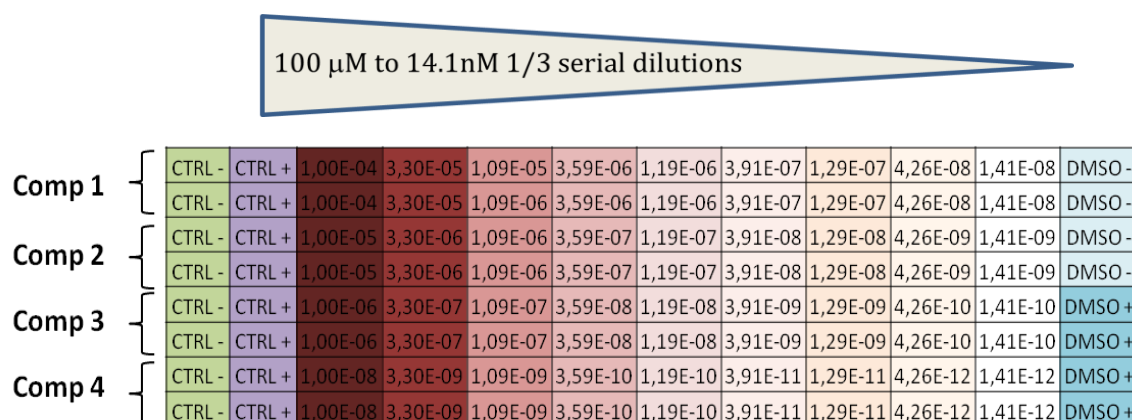 100 μM to 14.1nM 1/3 serial dilutions
Comp 1
CTRL - CTRL + 1,00E-04 3,30E-05 1,09E-05 3,59E-06 1,19E-06 3,91E-07 1,29E-07 4,26E-08 1,41E-08 DMSO -
CTRL - CTRL + 1,00E-04 3,30E-05 1,09E-06 3,59E-06 1,19E-06 3,91E-07 1,29E-07 4,26E-08 1,41E-08 DMSO -
Comp 2
CTRL - CTRL + 1,00E-05 3,30E-06 1,09E-06 3,59E-07 1,19E-07 3,91E-08 1,29E-08 4,26E-09 1,41E-09 DMSO -
CTRL - CTRL + 1,00E-05 3,30E-06 1,09E-06 3,59E-07 1,19E-07 3,91E-08 1,29E-08 4,26E-09 1,41E-09 DMSO -
Comp 3
CTRL - CTRL + 1,00E-06 3,30E-07 1,09E-07 3,59E-08 1,19E-08 3,91E-09 1,29E-09 4,26E-10 1,41E-10 DMSO +
CTRL - CTRL + 1,00E-06 3,30E-07 1,09E-07 3,59E-08 1,19E-08 3,91E-09 1,29E-09 4,26E-10 1,41E-10 DMSO +
Comp 4
CTRL - CTRL + 1,00E-08 3,30E-09 1,09E-09 3,59E-10 1,19E-10 3,91E-11 1,29E-11 4,26E-12 1,41E-12 DMSO +
CTRL - CTRL + 1,00E-08 3,30E-09 1,09E-09 3,59E-10 1,19E-10 3,91E-11 1,29E-11 4,26E-12 1,41E-12 DMSO +